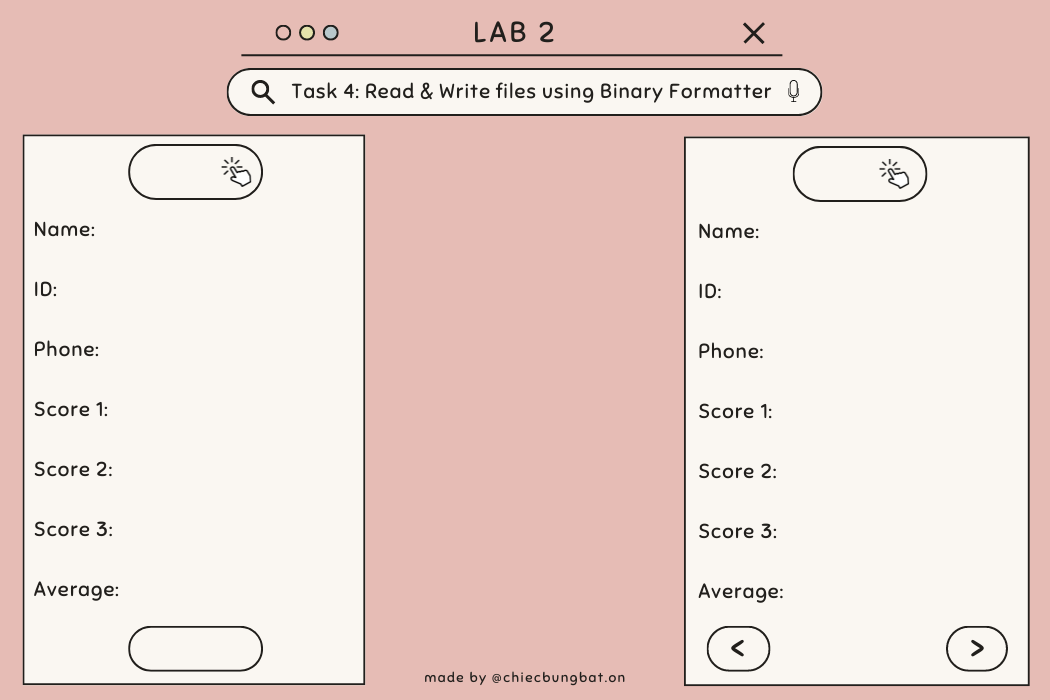 LAB 2
Task 4: Read & Write files using Binary Formatter
Name:
ID:
Phone:
Score 1:
Score 2:
Score 3:
Average:
Name:
ID:
Phone:
Score 1:
Score 2:
Score 3:
Average:
< >
made by @chiecbungbat.on